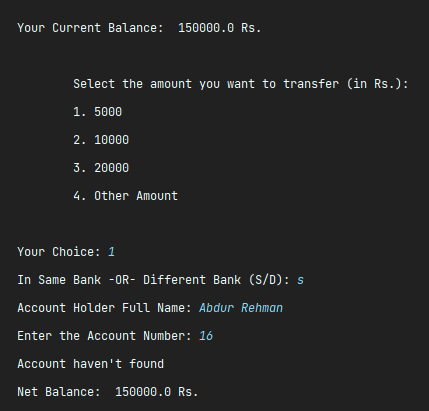 Your Current Balance:  150000.0 Rs.
Select the amount you want to transfer (in Rs.):
1. 5000
2. 10000
3. 20000
4. Other Amount
Your Choice: 1
In Same Bank -OR- Different Bank (S/D): s
Account Holder Full Name: Abdur Rehman
Enter the Account Number: 16
Account haven't found
Net Balance:  150000.0 Rs.